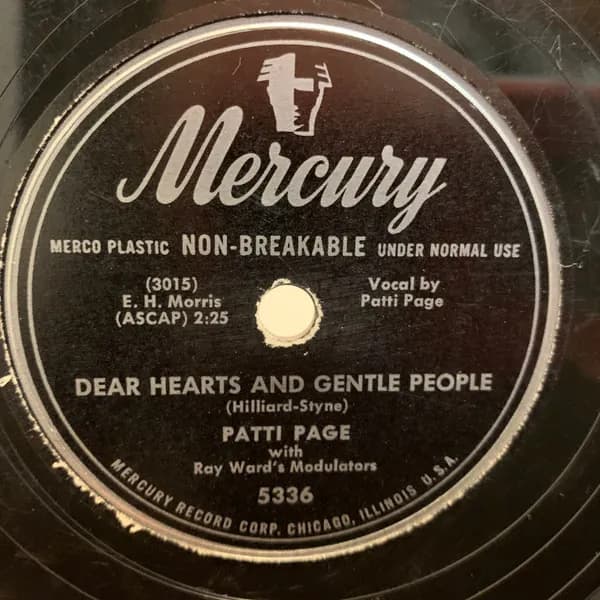 Mercury
MERCO PLASTIC NON-BREAKABLE UNDER NORMAL USE
(3015)
E. H. Morris
(ASCAP) 2:25
Vocal by
Patti Page
DEAR HEARTS AND GENTLE PEOPLE
(Hilliard-Styne)
PATTI PAGE
with
Ray Ward's Modulators
5336
MERCURY RECORD CORP. CHICAGO, ILLINOIS U.S.A.